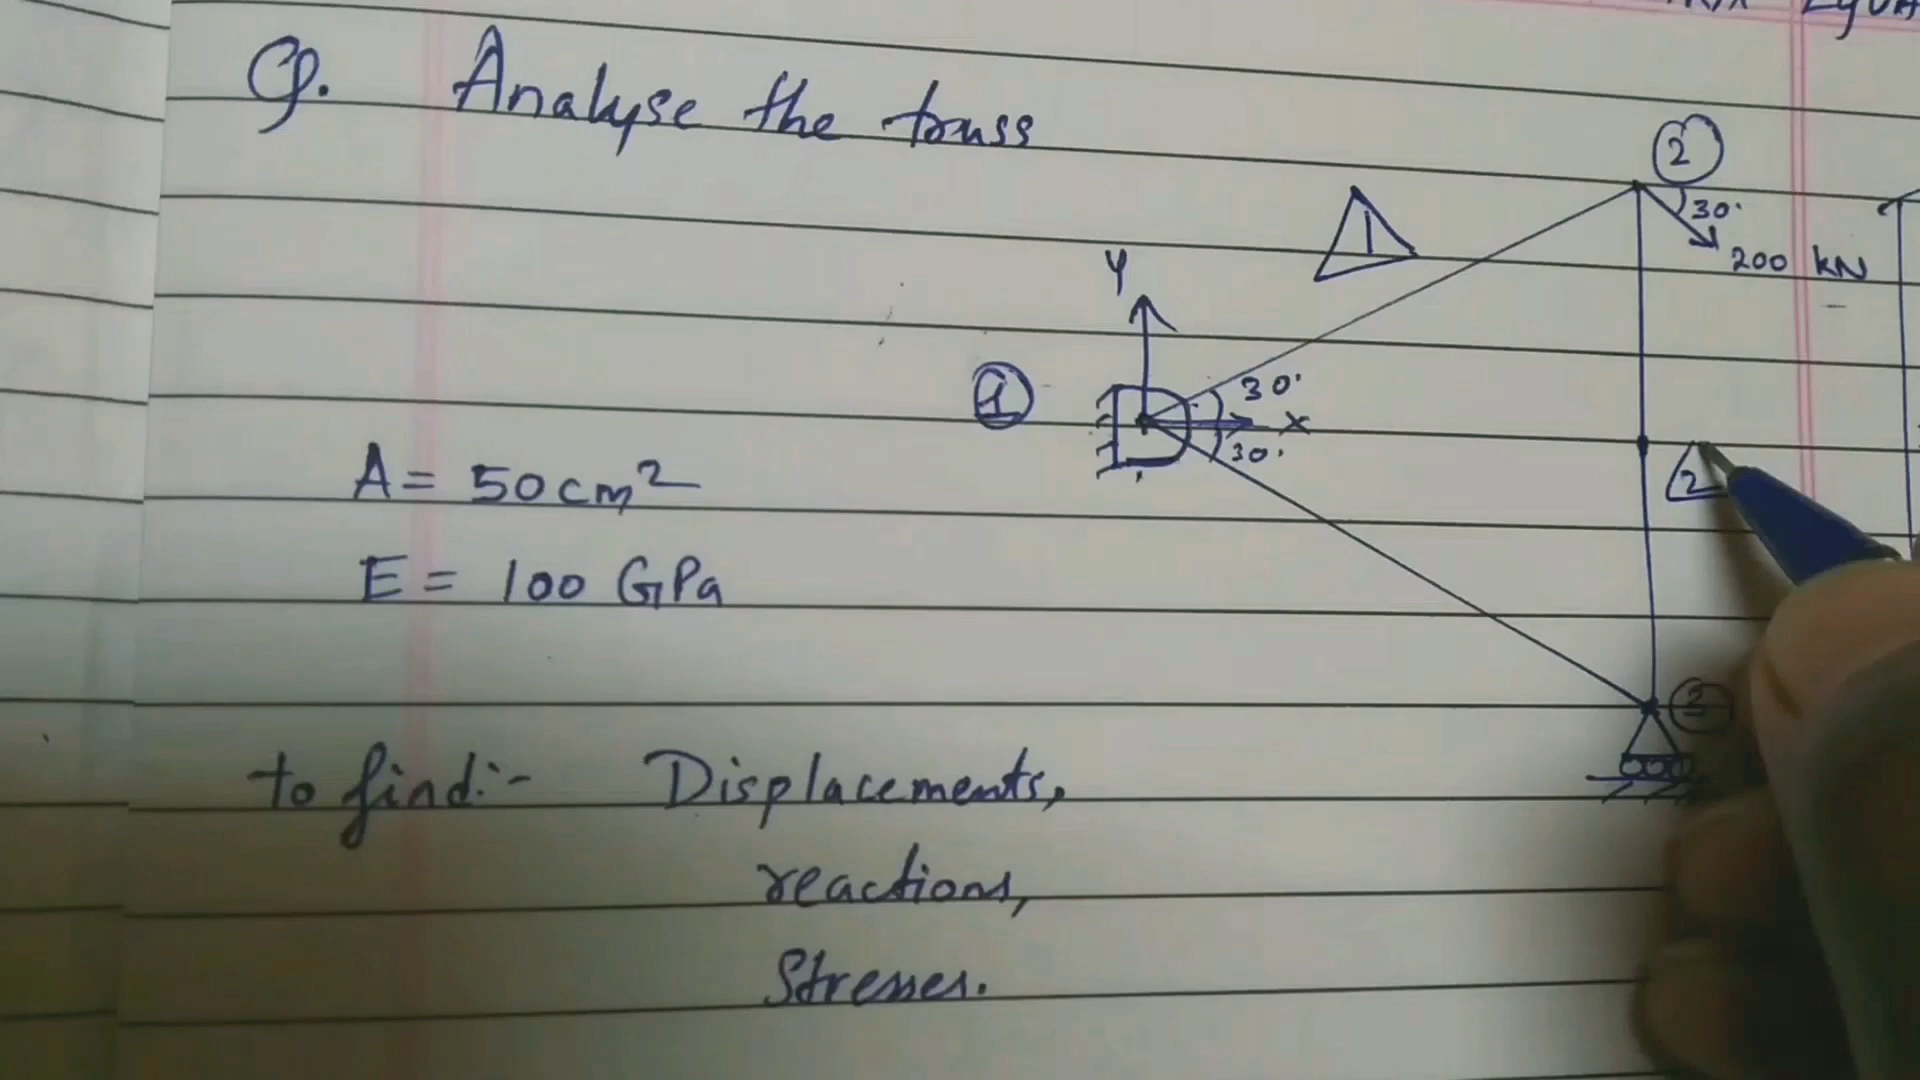 Q. Analyse the truss
2
30°
200 kN
1
Y
1
30°
X
30°
2
A = 50 cm²
E = 100 GPa
3
to find:- Displacements,
reactions,
Stresses.